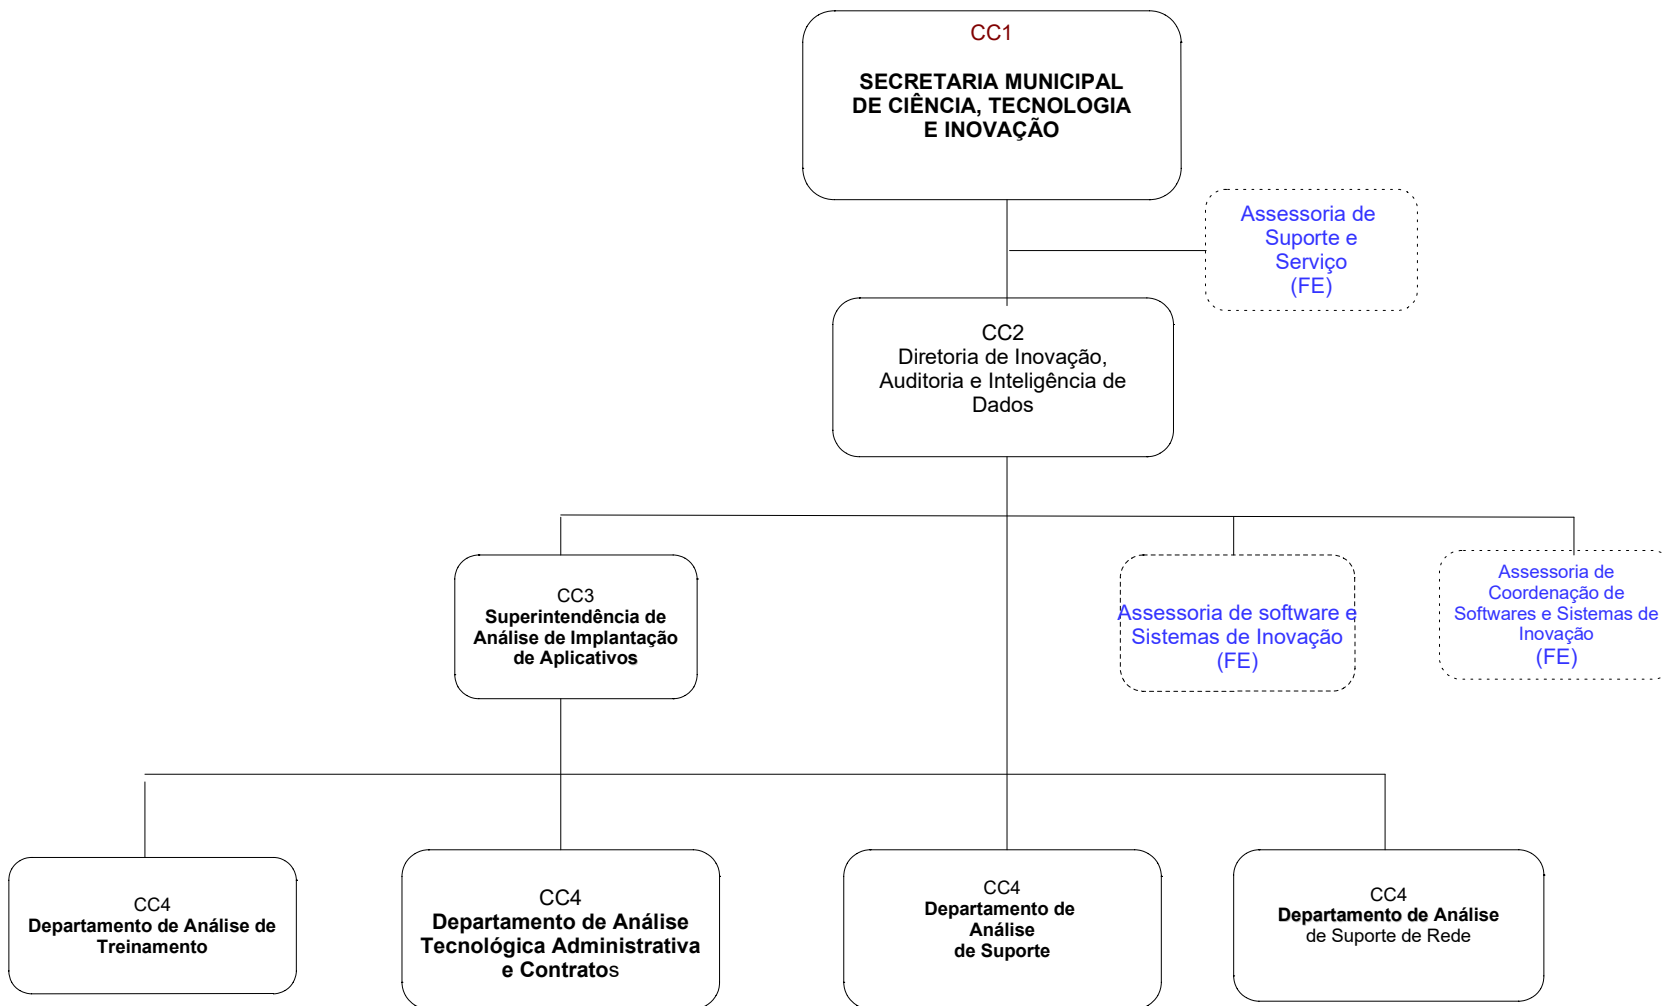 CC1
SECRETARIA MUNICIPAL
DE CIÊNCIA, TECNOLOGIA
E INOVAÇÃO
Assessoria de
Suporte e
Serviço
(FE)
CC2
Diretoria de Inovação,
Auditoria e Inteligência de
Dados
CC3
Superintendência de
Análise de Implantação
de Aplicativos
Assessoria de software e
Sistemas de Inovação
(FE)
Assessoria de
Coordenação de
Softwares e Sistemas de
Inovação
(FE)
CC4
Departamento de Análise de
Treinamento
CC4
Departamento de Análise
Tecnológica Administrativa
e Contratos
CC4
Departamento de
Análise
de Suporte
CC4
Departamento de Análise
de Suporte de Rede